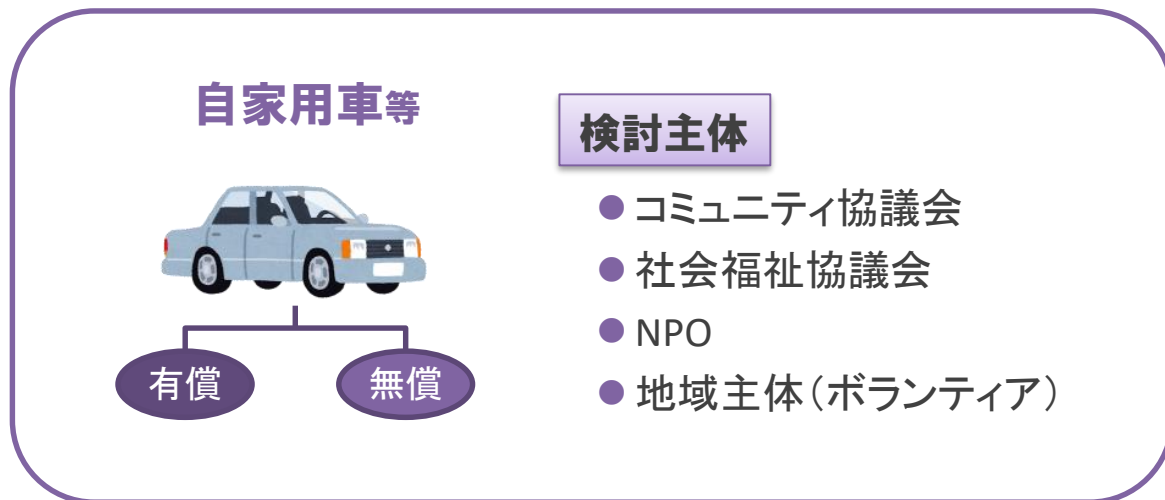 自家用車等
有償
無償
検討主体
● コミュニティ協議会
● 社会福祉協議会
● NPO
● 地域主体（ボランティア）